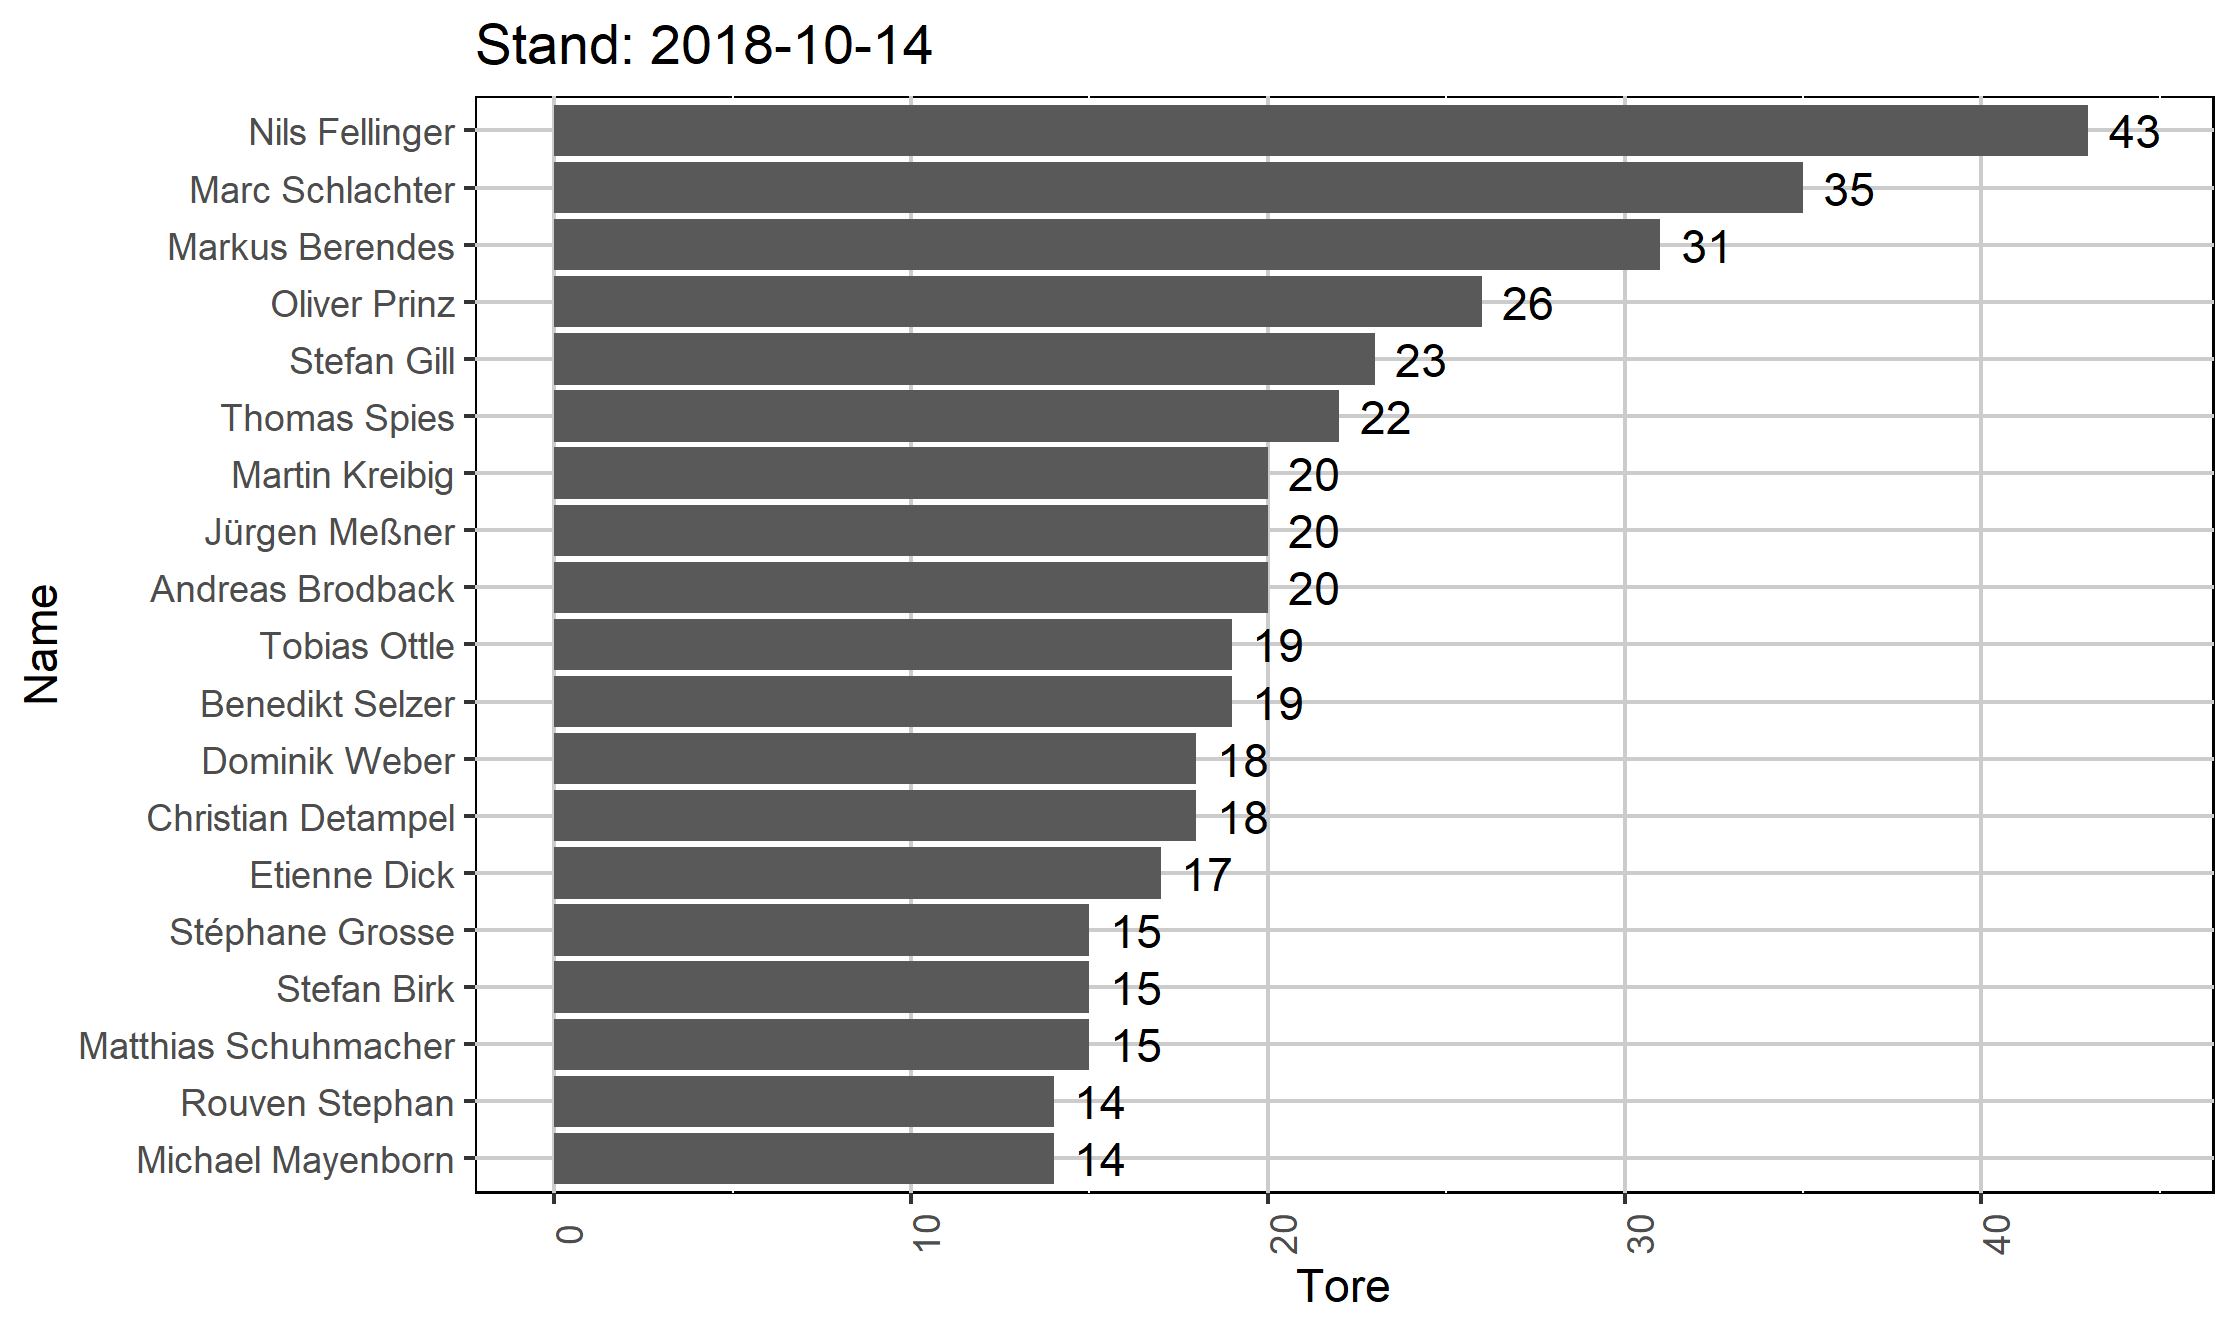 Stand: 2018-10-14
Name
Nils Fellinger 43
Marc Schlachter 35
Markus Berendes 31
Oliver Prinz 26
Stefan Gill 23
Thomas Spies 22
Martin Kreibig 20
Jürgen Meßner 20
Andreas Brodback 20
Tobias Ottle 19
Benedikt Selzer 19
Dominik Weber 18
Christian Detampel 18
Etienne Dick 17
Stéphane Grosse 15
Stefan Birk 15
Matthias Schuhmacher 15
Rouven Stephan 14
Michael Mayenborn 14
0 10 20 30 40
Tore